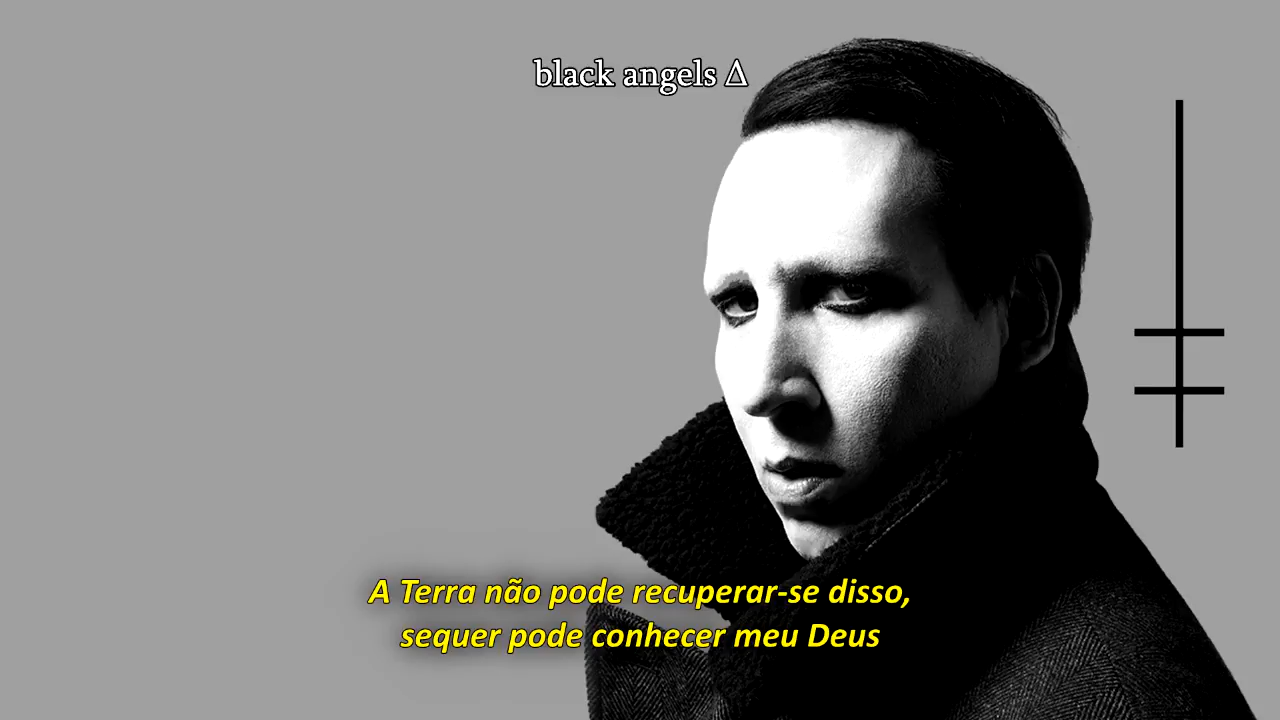 black angels Δ
A Terra não pode recuperar-se disso,
sequer pode conhecer meu Deus